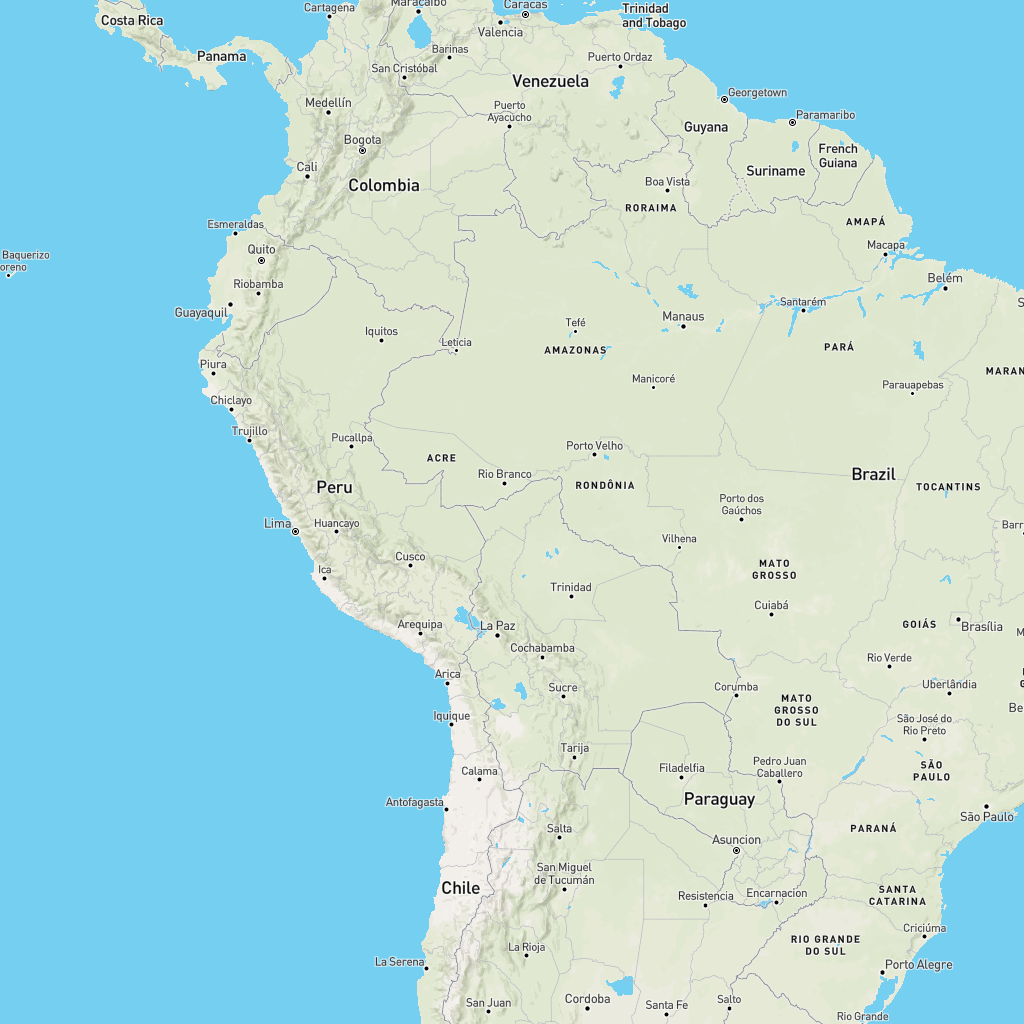 Cartagena
Maracaibo
Caracas
Trinidad
and Tobago
Costa Rica
Valencia
Panama
Barinas
Puerto Ordaz
San Cristóbal
Venezuela
Georgetown
Medellín
Puerto
Ayacucho
Paramaribo
Guyana
Bogota
French
Guiana
Cali
Suriname
Colombia
Boa Vista
RORAIMA
Esmeraldas
AMAPÁ
Quito
Macapa
Baquerizo
oreno
Riobamba
Belém
Guayaquil
Santarém
S
Manaus
Tefé
Iquitos
Leticia
AMAZONAS
PARÁ
Piura
MARAN
Manicoré
Parauapebas
Chiclayo
Trujillo
Pucallpa
Porto Velho
ACRE
Rio Branco
Brazil
Peru
RONDÔNIA
TOCANTINS
Porto dos
Gaúchos
Lima
Huancayo
Barr
Vilhena
Cusco
Ica
MATO
GROSSO
Trinidad
Cuiabá
Arequipa
La Paz
GOIÁS
Brasília
M
Cochabamba
Rio Verde
Arica
Sucre
Corumba
Uberlândia
G
MATO
GROSSO
DO SUL
Be
Iquique
São José do
Rio Preto
Tarija
Calama
Filadelfia
Pedro Juan
Caballero
SÃO
PAULO
Antofagasta
Paraguay
São Paulo
Salta
PARANÁ
Asuncion
San Miguel
de Tucumán
Chile
Resistencia
Encarnacion
SANTA
CATARINA
Criciúma
La Rioja
RIO GRANDE
DO SUL
La Serena
Porto Alegre
San Juan
Cordoba
Santa Fe
Salto
Rio Grande